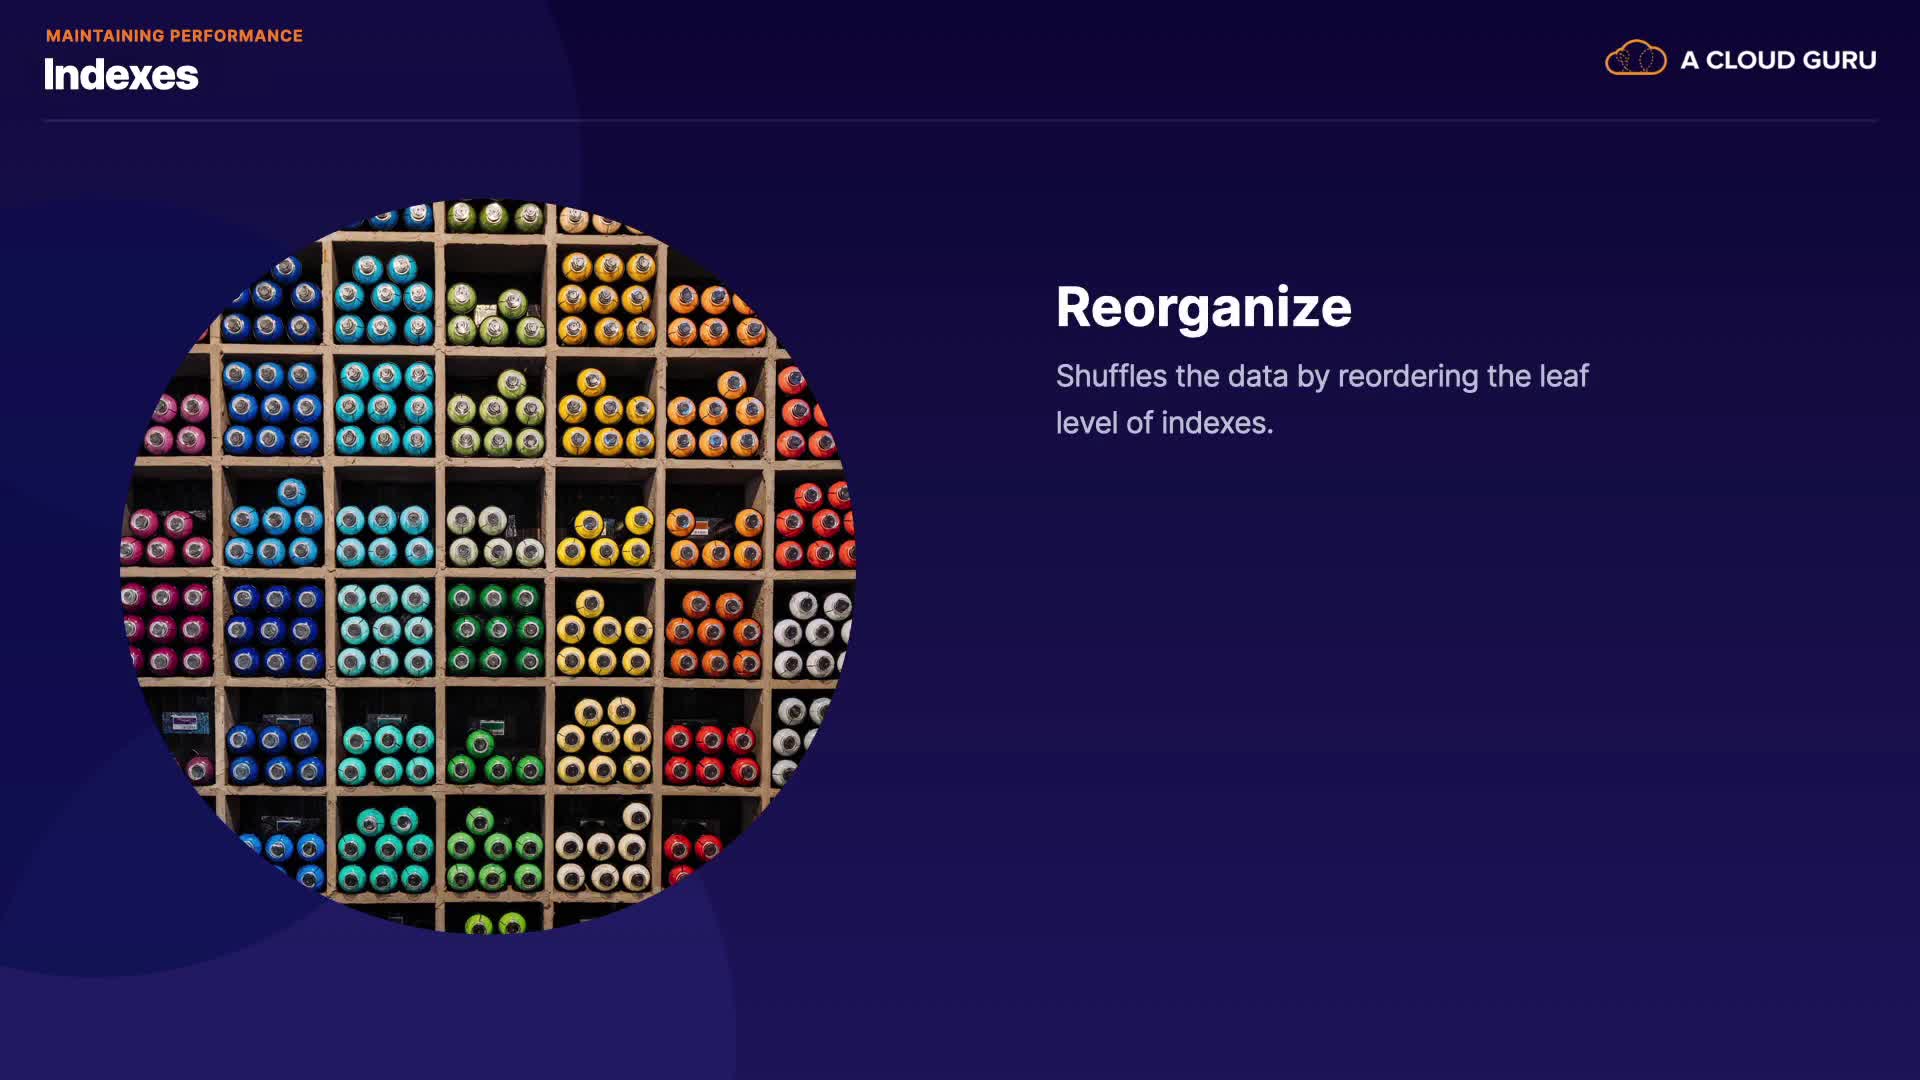 MAINTAINING PERFORMANCE
Indexes
A CLOUD GURU
Reorganize
Shuffles the data by reordering the leaf
level of indexes.